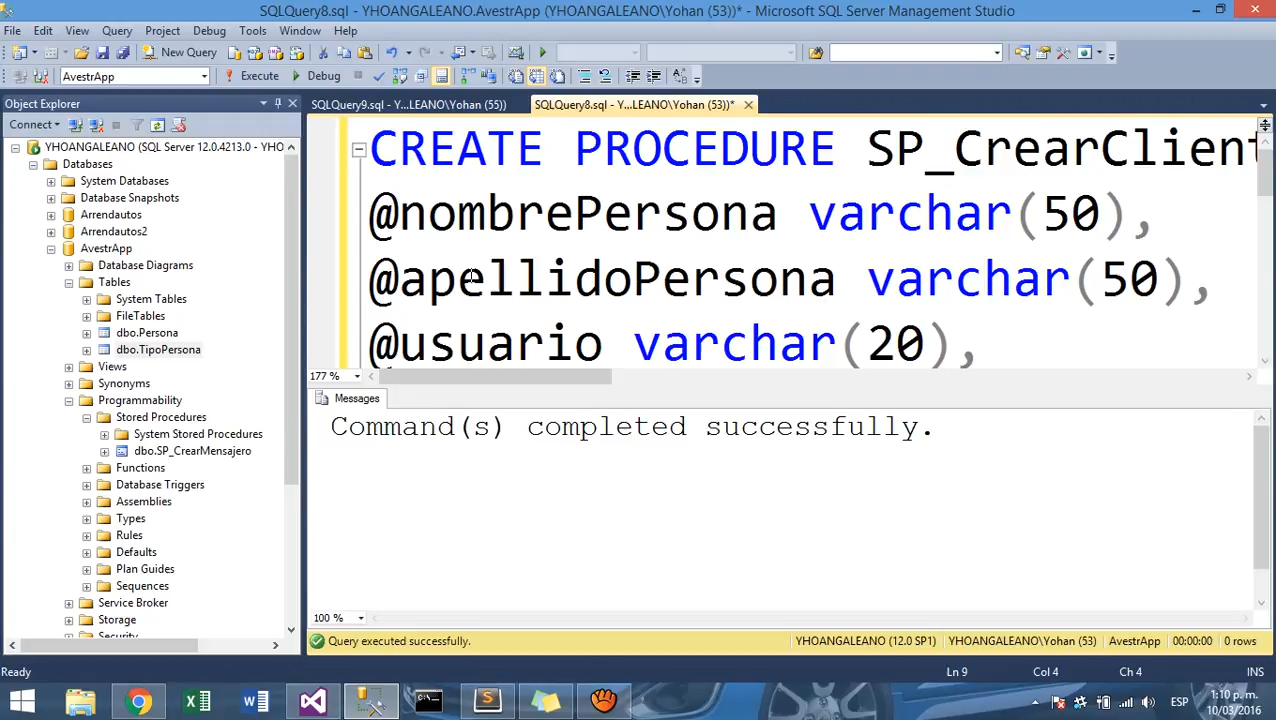 SQLQuery8.sql - YHOANGALEANO.AvestrApp (YHOANGALEANO\Yohan (53))* - Microsoft SQL Server Management Studio
File Edit View Query Project Debug Tools Window Help
New Query
AvestrApp Execute Debug
Object Explorer
SQLQuery9.sql - Y...LEANO\Yohan (55))
SQLQuery8.sql - Y...LEANO\Yohan (53))*
Connect
YHOANGALEANO (SQL Server 12.0.4213.0 - YHO
Databases
System Databases
Database Snapshots
Arrendautos
Arrendautos2
AvestrApp
Database Diagrams
Tables
System Tables
FileTables
dbo.Persona
dbo.TipoPersona
Views
Synonyms
Programmability
Stored Procedures
System Stored Procedures
dbo.SP_CrearMensajero
Functions
Database Triggers
Assemblies
Types
Rules
Defaults
Plan Guides
Sequences
Service Broker
Storage
Security
CREATE PROCEDURE SP_CrearClient
@nombrePersona varchar(50),
@apellidoPersona varchar(50),
@usuario varchar(20),
177 %
Messages
Command(s) completed successfully.
100 %
Query executed successfully.
YHOANGALEANO (12.0 SP1) YHOANGALEANO\Yohan (53) AvestrApp 00:00:00 0 rows
Ready Ln 9 Col 4 Ch 4 INS
ESP
1:10 p. m.
10/03/2016